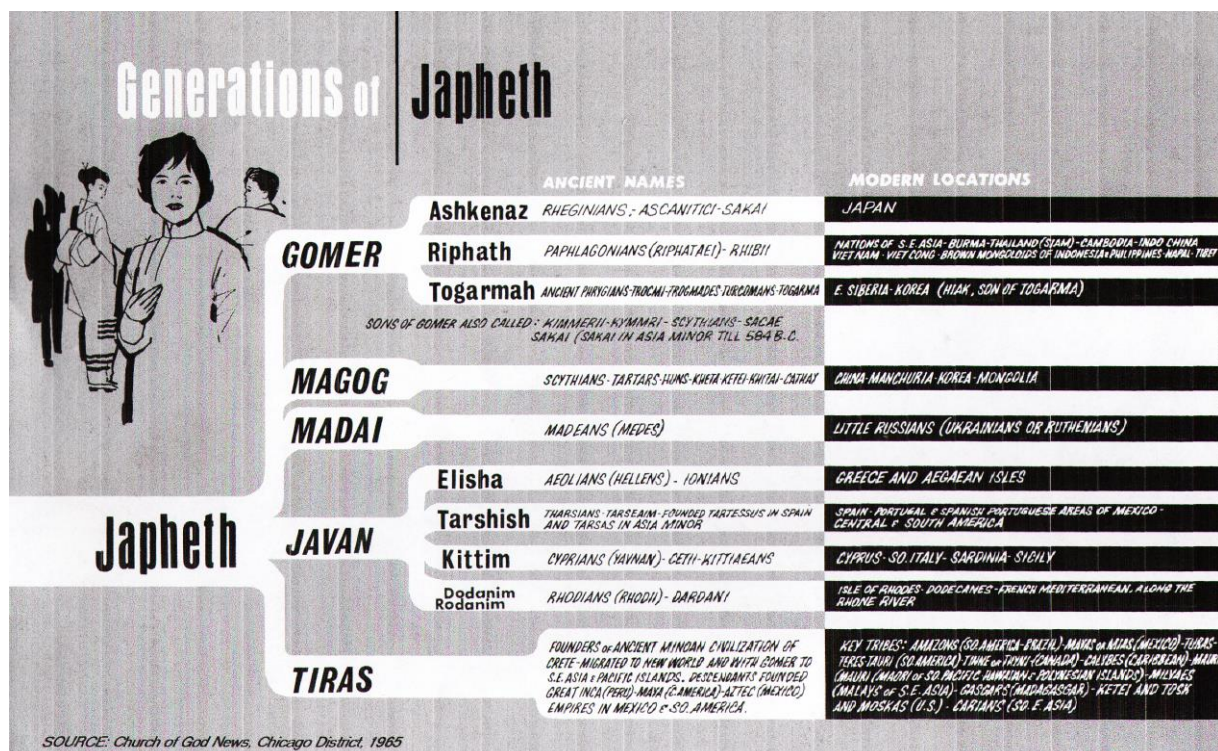 Generations of Japheth
ANCIENT NAMES
MODERN LOCATIONS
Ashkenaz
RHEGINIANS - ASCANITICI - SAKAI
JAPAN
GOMER
Riphath
PAPHLAGONIANS (RIPHATAEI) - RHIBII
NATIONS OF S.E. ASIA - BURMA - THAILAND (SIAM) - CAMBODIA - INDO CHINA
VIET NAM - VIET CONG - BROWN MONGOLOIDS OF INDONESIA & PHILIPPINES - NAPAL - TIBET
Togarmah
ANCIENT PHRYGIANS - TROCMI - TROGMADES TURCOMANS - TOGARMA
E. SIBERIA - KOREA (HIAK, SON OF TOGARMA)
SONS OF GOMER ALSO CALLED: KIMMERII - KYMMRI - SCYTHIANS - SACAE
SAKAI (SAKAI IN ASIA MINOR TILL 584 B.C.
MAGOG
SCYTHIANS - TARTARS - HUNS - KHETA - KETEI - KHITAI - CATHAY
CHINA - MANCHURIA - KOREA - MONGOLIA
MADAI
MADEANS (MEDES)
LITTLE RUSSIANS (UKRAINIANS OR RUTHENIANS)
Elisha
AEOLIANS (HELLENS) - IONIANS
GREECE AND AEGAEAN ISLES
Tarshish
THARSIANS - TARSEAIM - FOUNDED TARTESSUS IN SPAIN
AND TARSAS IN ASIA MINOR
SPAIN - PORTUGAL & SPANISH PORTUGUESE AREAS OF MEXICO -
CENTRAL & SOUTH AMERICA
Japheth
JAVAN
Kittim
CYPRIANS (YAVNAN) - CETII - KITTIAEANS
CYPRUS - SO. ITALY - SARDINIA - SICILY
Dodanim
Rodanim
RHODIANS (RHODII) - DARDANI
ISLE OF RHODES - DODECANES - FRENCH MEDITERRANEAN, ALONG THE
RHONE RIVER
TIRAS
FOUNDERS OF ANCIENT MINOAN CIVILIZATION OF
CRETE - MIGRATED TO NEW WORLD AND WITH GOMER TO
S.E. ASIA & PACIFIC ISLANDS. DESCENDANTS FOUNDED
GREAT INCA (PERU) - MAYA (C. AMERICA) - AZTEC (MEXICO)
EMPIRES IN MEXICO & SO. AMERICA.
KEY TRIBES: AMAZONS (SO. AMERICA - BRAZIL) - MAYAS OR MIAS (MEXICO) - TURAS -
TERES - TAURI (SO. AMERICA) - TINNE OR TYNNI (CANADA) - CALYBES (CARIBBEAN) - MAURI
(MAUKI (MAORI OF SO. PACIFIC HAWAIIAN & POLYNESIAN ISLANDS) - MILYAES
(MALAYS OF S.E. ASIA) - GASGARS (MADAGASGAR) - KETEI AND TOSK
AND MOSKAS (U.S.) - CARIANS (SO. E. ASIA)
SOURCE: Church of God News, Chicago District, 1965